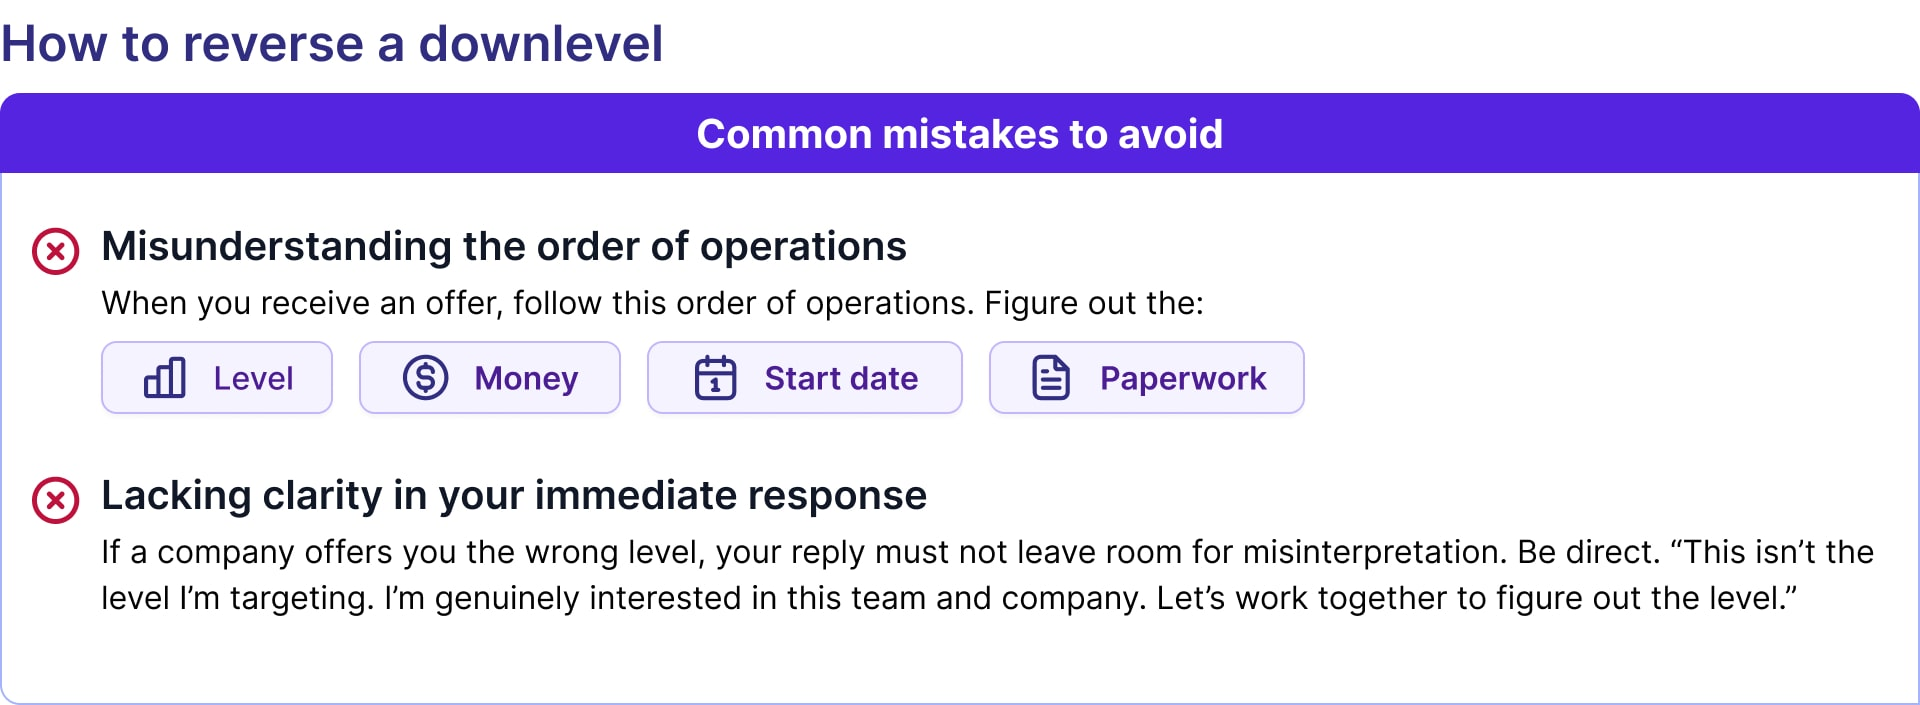 How to reverse a downlevel
Common mistakes to avoid
Misunderstanding the order of operations
When you receive an offer, follow this order of operations. Figure out the:
Level
Money
1
Start date
Paperwork
Lacking clarity in your immediate response
If a company offers you the wrong level, your reply must not leave room for misinterpretation. Be direct. “This isn’t the
level I’m targeting. I’m genuinely interested in this team and company. Let’s work together to figure out the level.”